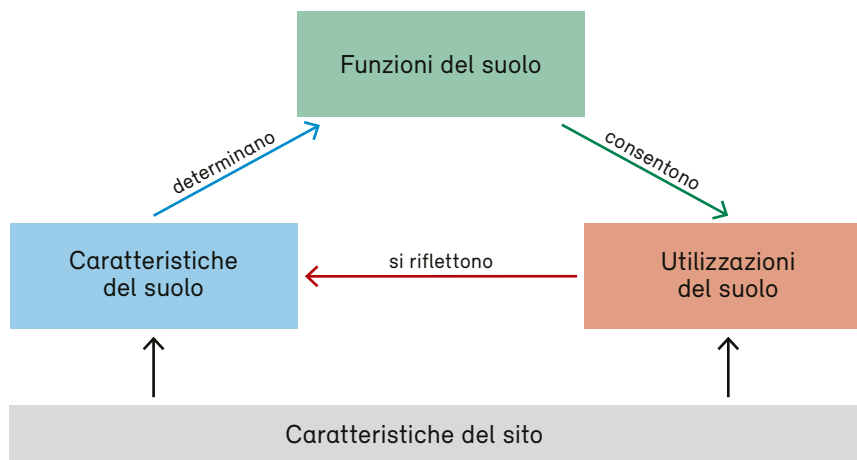 Funzioni del suolo
determinano
consentono
Caratteristiche
del suolo
si riflettono
Utilizzazioni
del suolo
Caratteristiche del sito